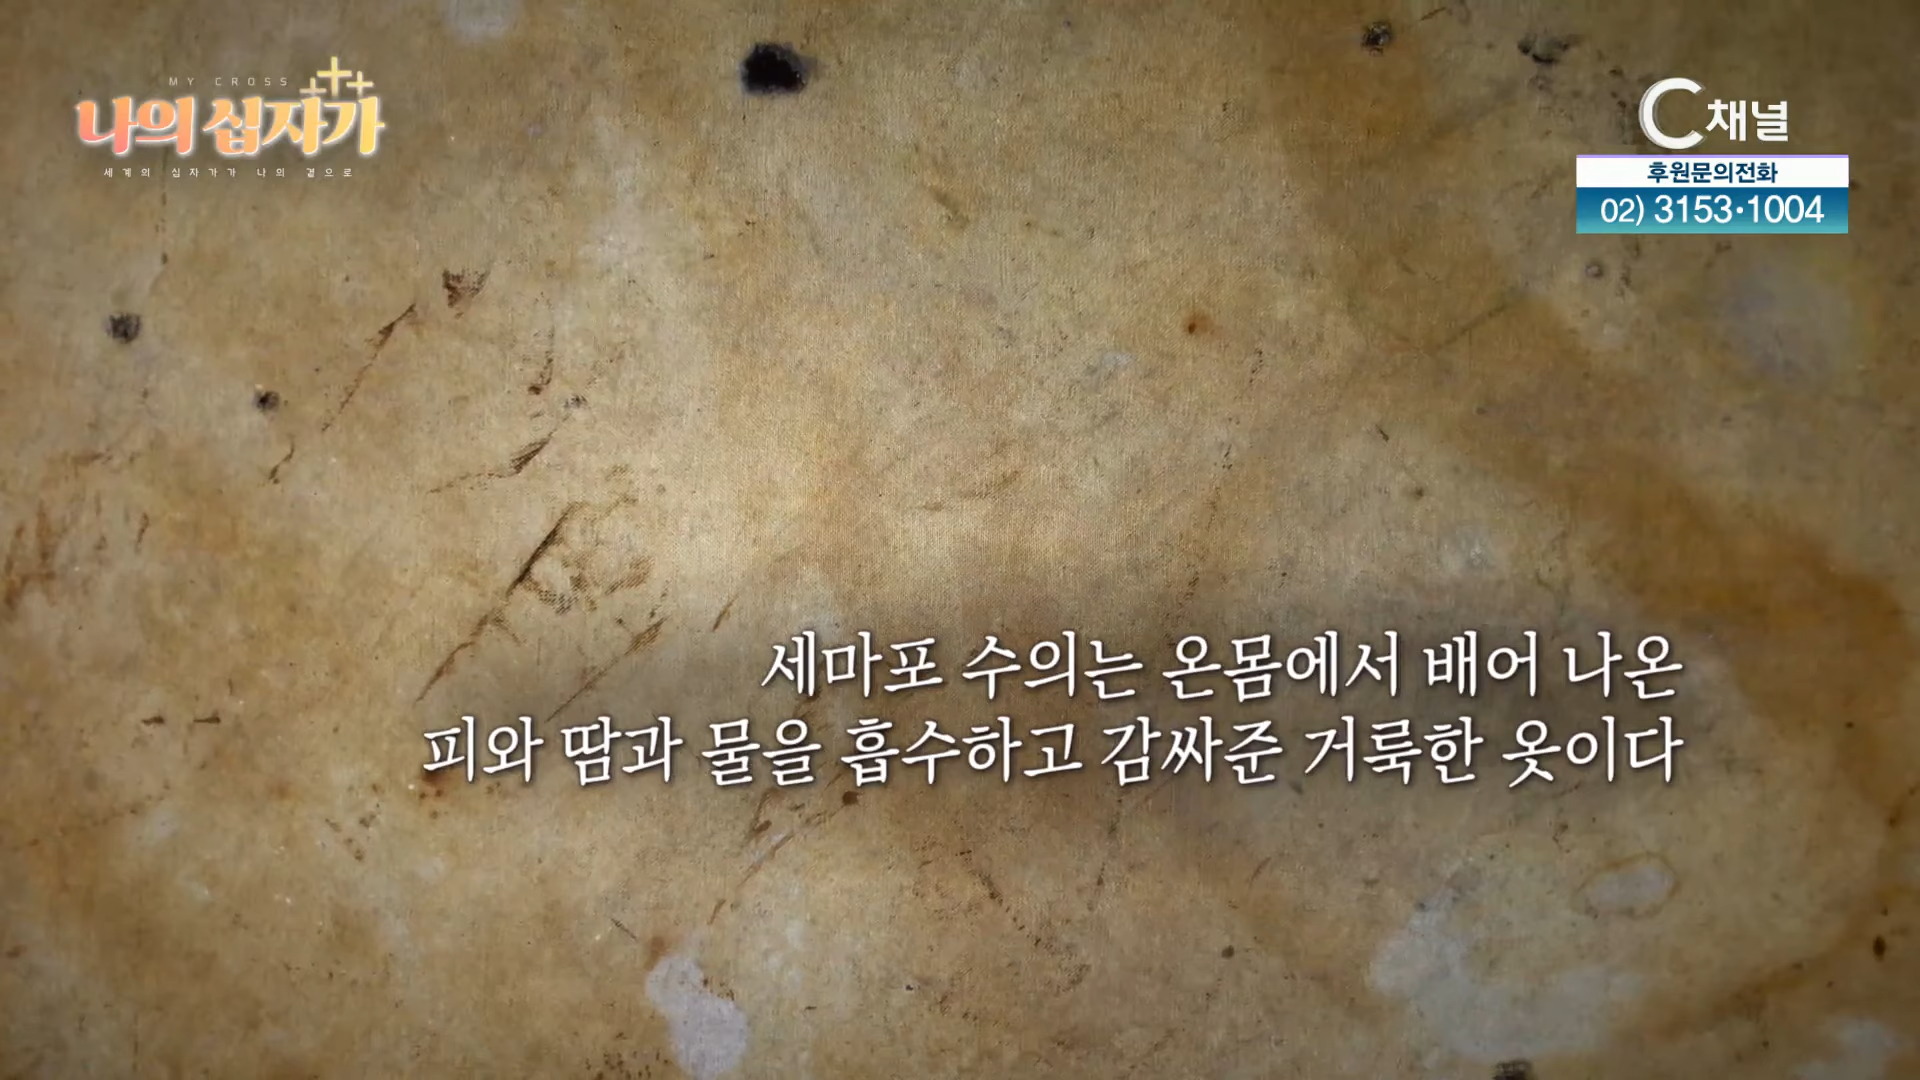 MY CROSS
나의 십자가
세계의 십자가가 나의 곁으로
C채널
후원문의전화
02) 3153·1004
세마포 수의는 온몸에서 배어 나온
피와 땀과 물을 흡수하고 감싸준 거룩한 옷이다